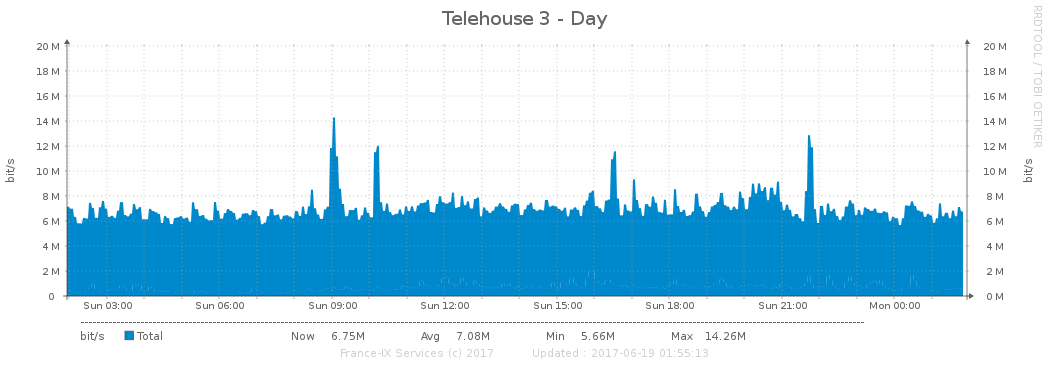 Telehouse 3 - Day
RRDTOOL / TOBI OETIKER
20 M 20 M
18 M 18 M
16 M 16 M
14 M 14 M
12 M 12 M
10 M 10 M
8 M 8 M
6 M 6 M
4 M 4 M
2 M 2 M
0 0 M
bit/s bit/s
Sun 03:00 Sun 06:00 Sun 09:00 Sun 12:00 Sun 15:00 Sun 18:00 Sun 21:00 Mon 00:00
bit/s Total Now 6.75M Avg 7.08M Min 5.66M Max 14.26M
France-IX Services (c) 2017 Updated : 2017-06-19 01:55:13